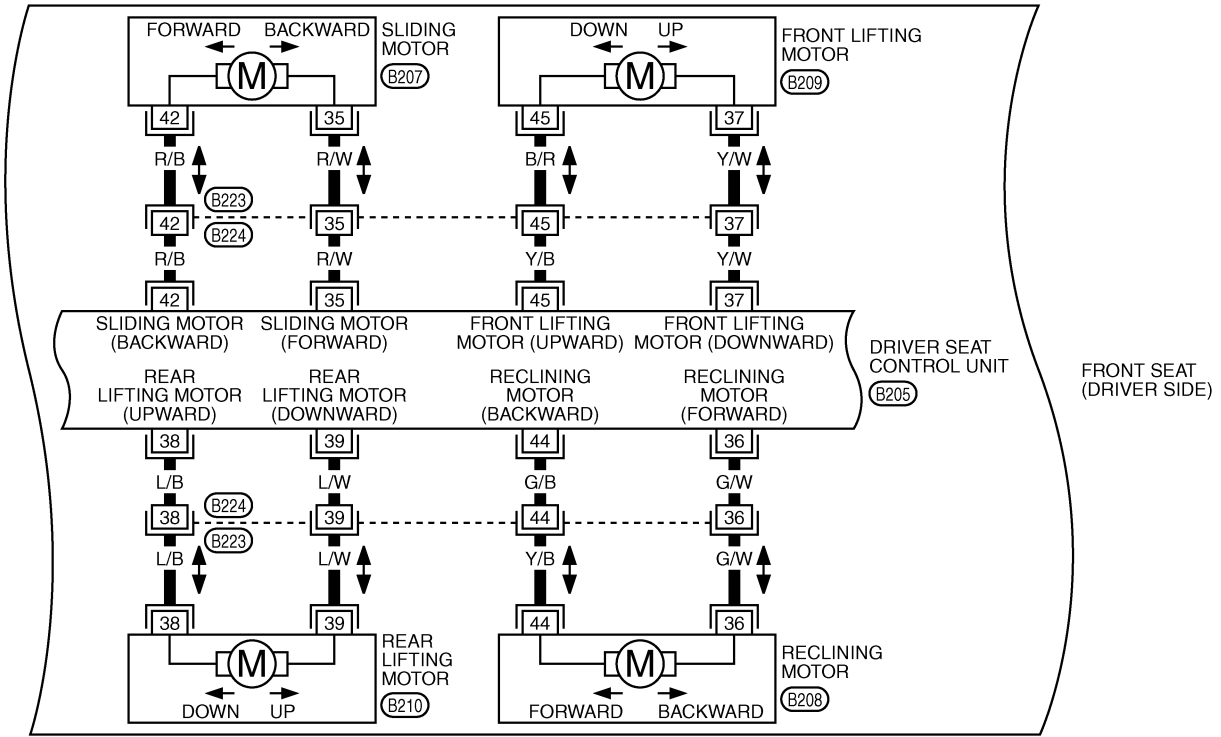 FORWARD BACKWARD
SLIDING
MOTOR
B207
M
DOWN UP
FRONT LIFTING
MOTOR
B209
M
42 35 45 37
R/B R/W B/R Y/W
B223
42 35 45 37
B224
R/B R/W Y/B Y/W
42 35 45 37
SLIDING MOTOR
(BACKWARD)
SLIDING MOTOR
(FORWARD)
FRONT LIFTING
MOTOR (UPWARD)
FRONT LIFTING
MOTOR (DOWNWARD)
DRIVER SEAT
CONTROL UNIT
B205
FRONT SEAT
(DRIVER SIDE)
REAR
LIFTING MOTOR
(UPWARD)
REAR
LIFTING MOTOR
(DOWNWARD)
RECLINING
MOTOR
(BACKWARD)
RECLINING
MOTOR
(FORWARD)
38 39 44 36
L/B L/W G/B G/W
B224
38 39 44 36
B223
L/B L/W Y/B G/W
38 39 44 36
M
REAR
LIFTING
MOTOR
B210
DOWN UP
M
RECLINING
MOTOR
B208
FORWARD BACKWARD